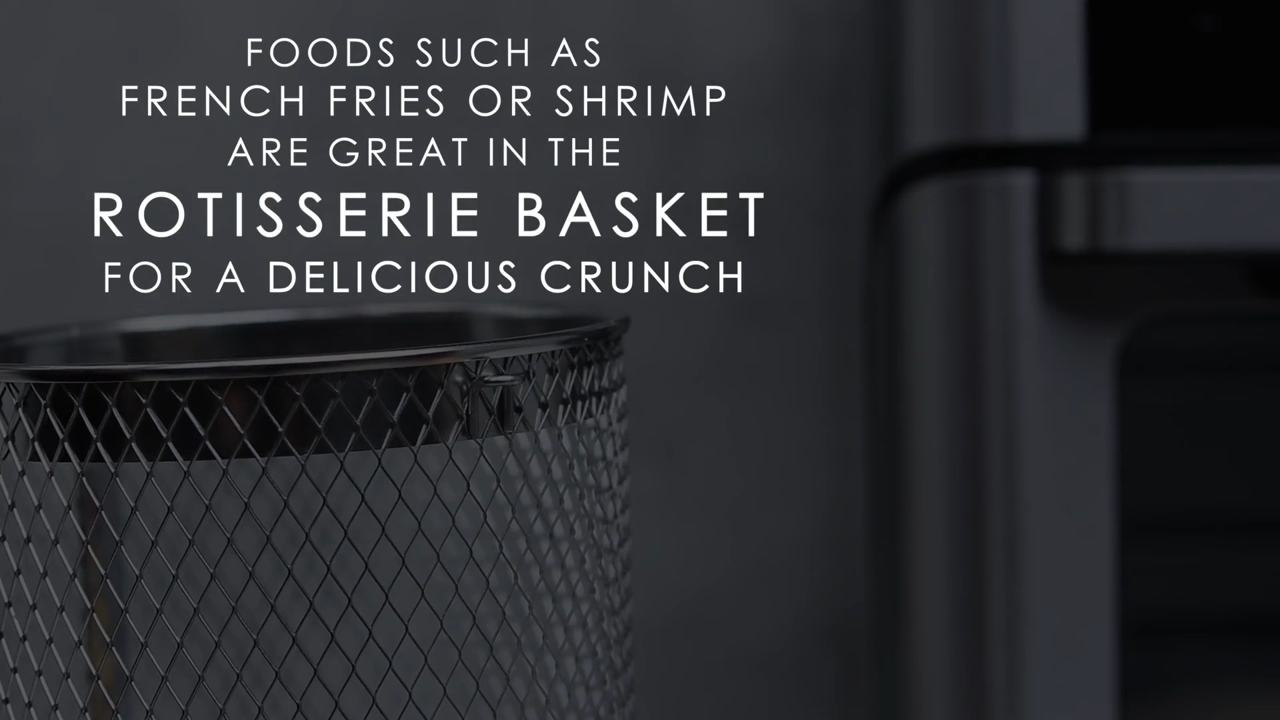 FOODS SUCH AS
FRENCH FRIES OR SHRIMP
ARE GREAT IN THE
ROTISSERIE BASKET
FOR A DELICIOUS CRUNCH